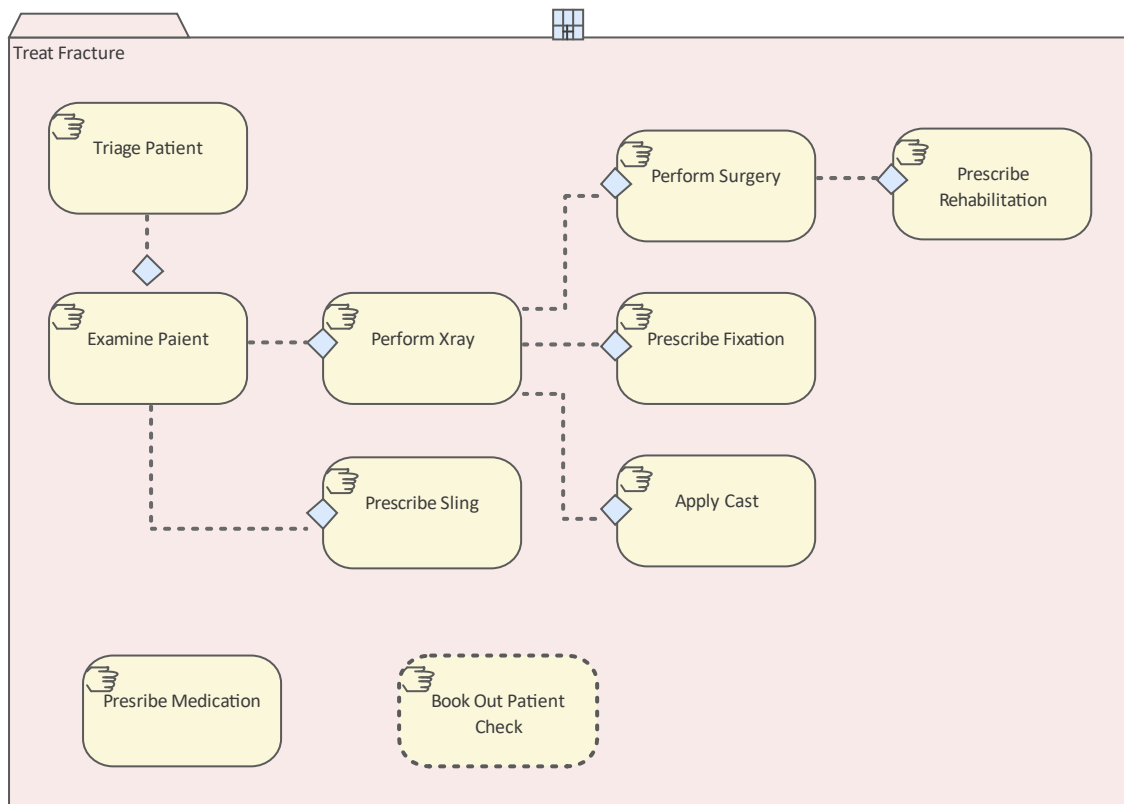 Treat Fracture
Triage Patient
Perform Surgery
Prescribe
Rehabilitation
Examine Paient
Perform Xray
Prescribe Fixation
Prescribe Sling
Apply Cast
Presribe Medication
Book Out Patient
Check